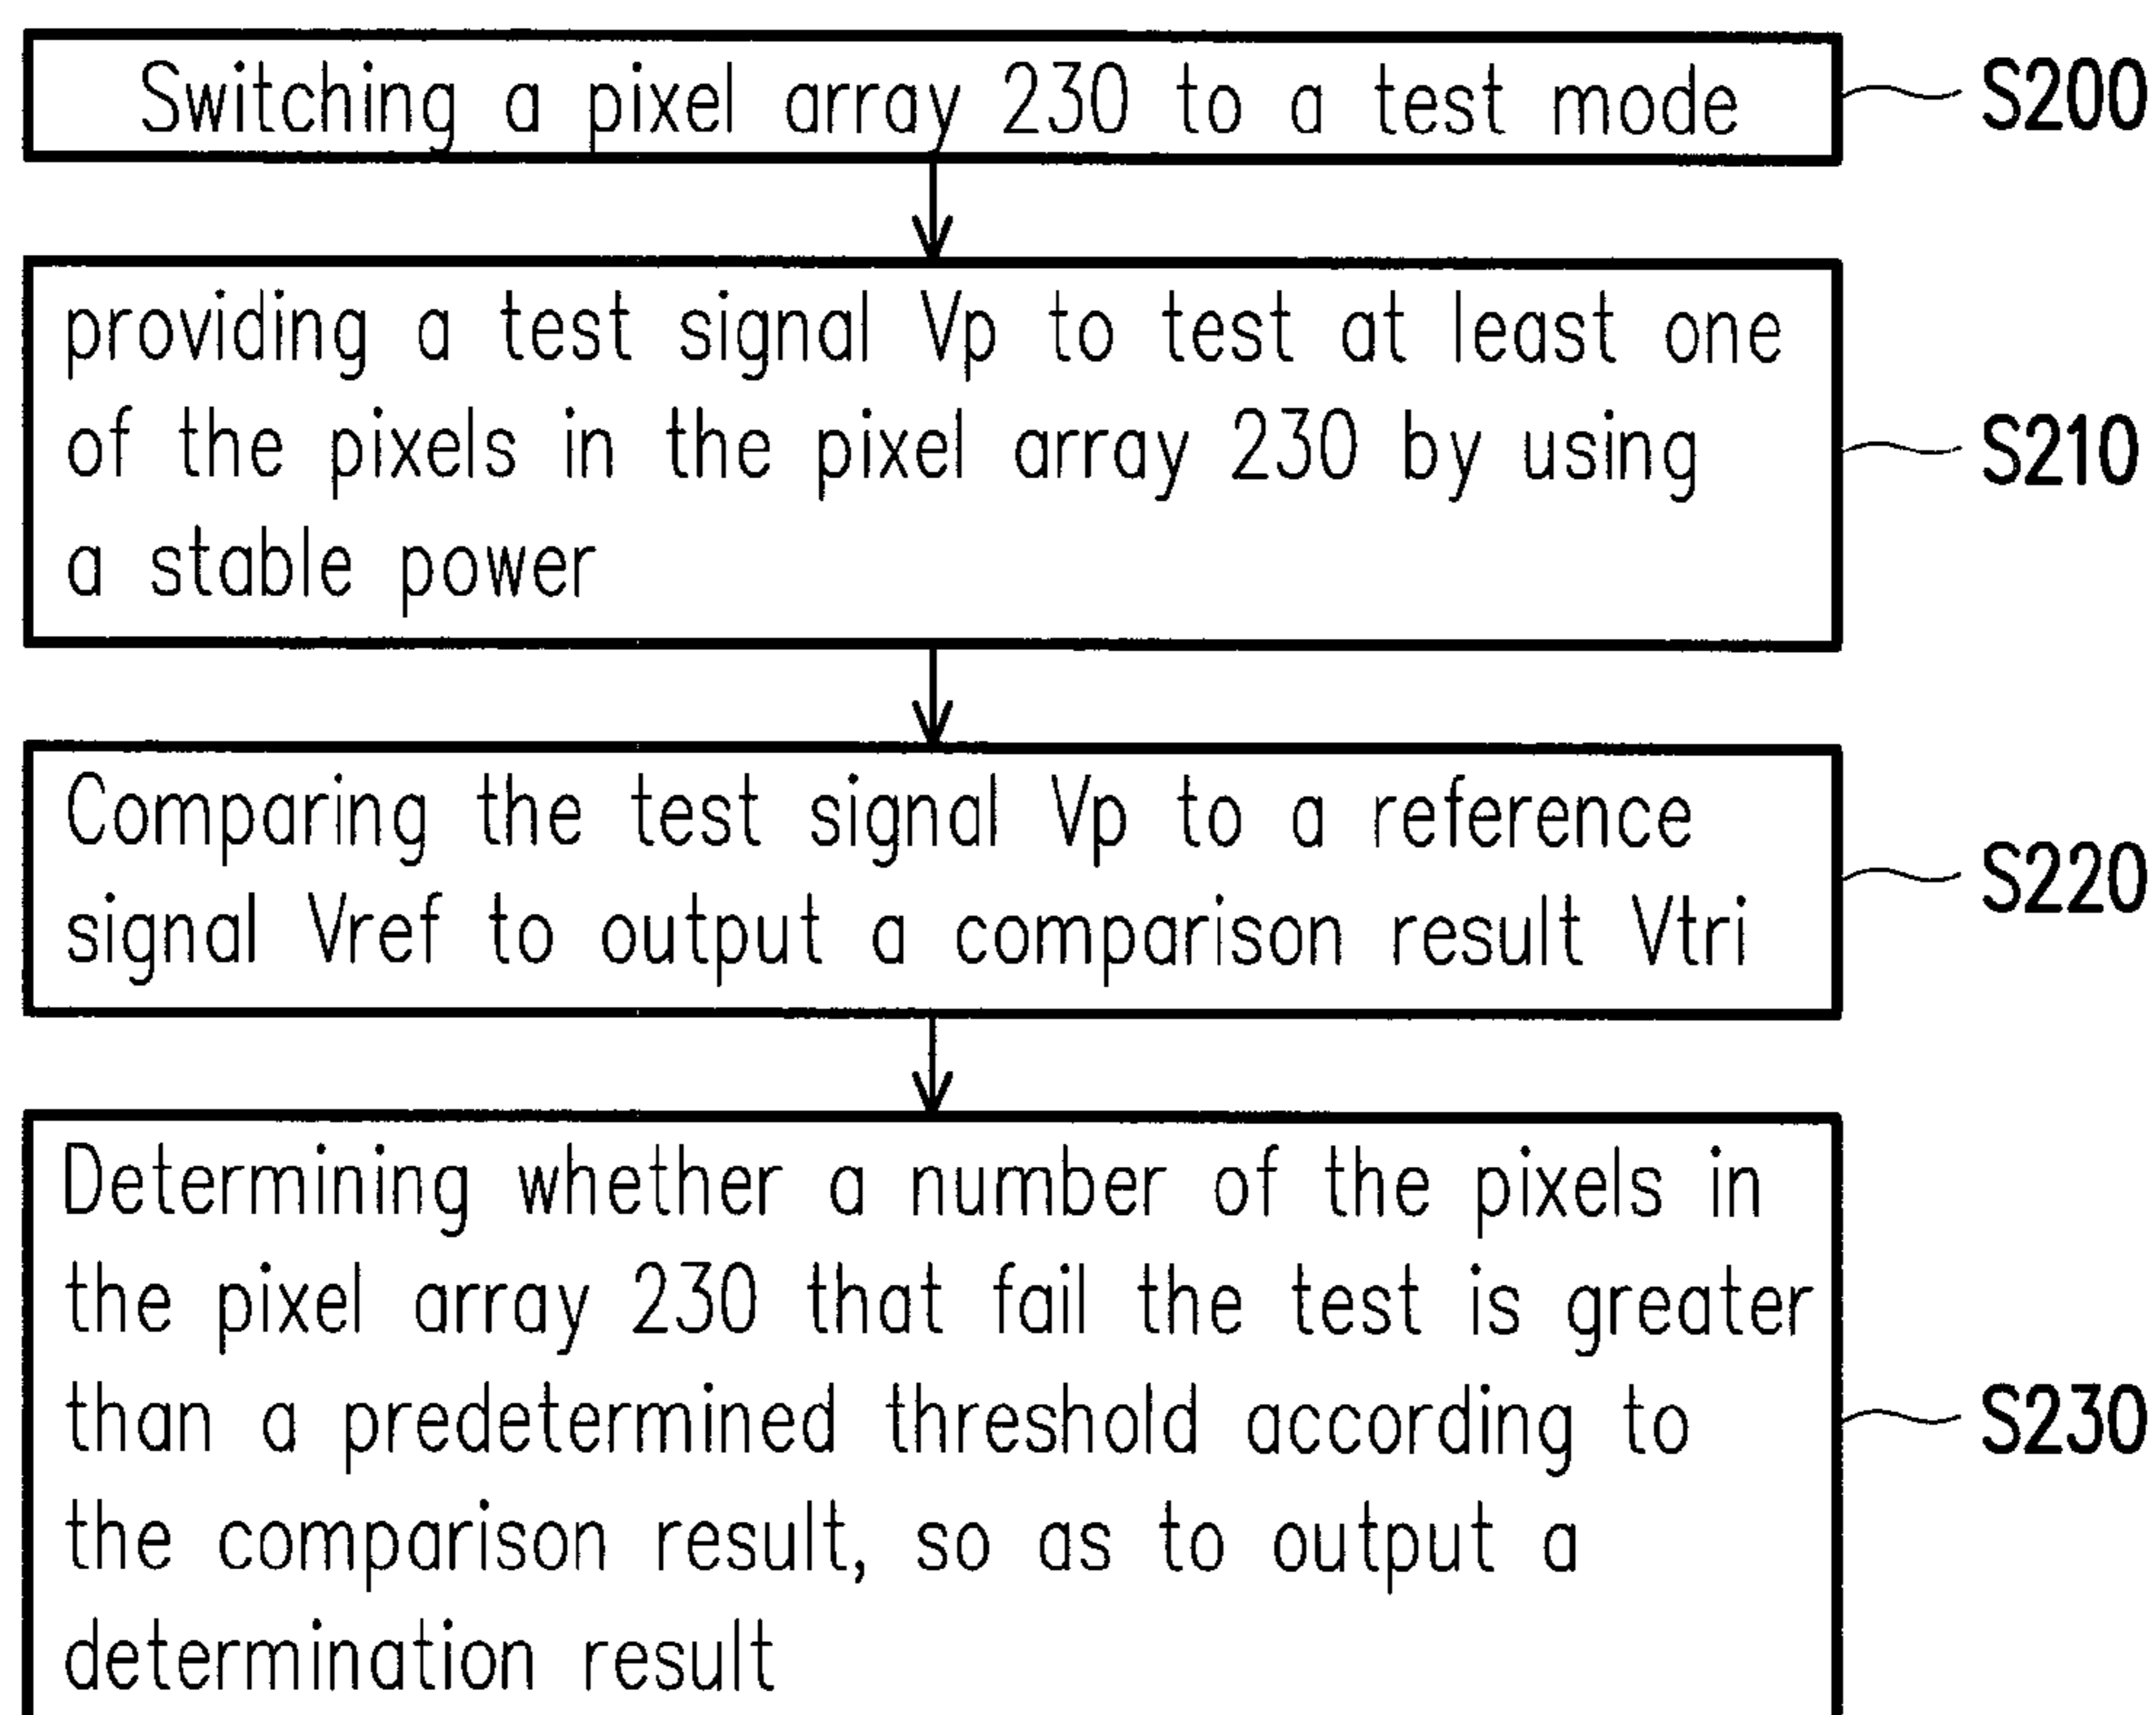 Switching a pixel array 230 to a test mode
S200
providing a test signal Vp to test at least one
of the pixels in the pixel array 230 by using
a stable power
S210
Comparing the test signal Vp to a reference
signal Vref to output a comparison result Vtri
S220
Determining whether a number of the pixels in
the pixel array 230 that fail the test is greater
than a predetermined threshold according to
the comparison result, so as to output a
determination result
S230